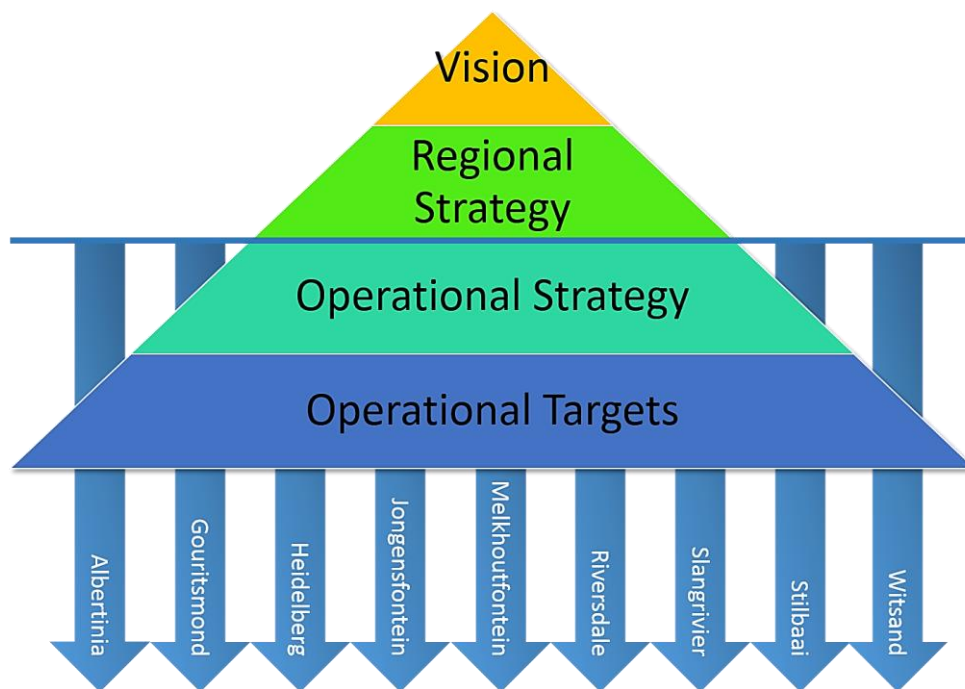 Vision
Regional
Strategy
Operational Strategy
Operational Targets
Albertinia
Gouritsmond
Heidelberg
Jongensfontein
Melkhoutfontein
Riversdale
Slangrivier
Stilbaai
Witsand